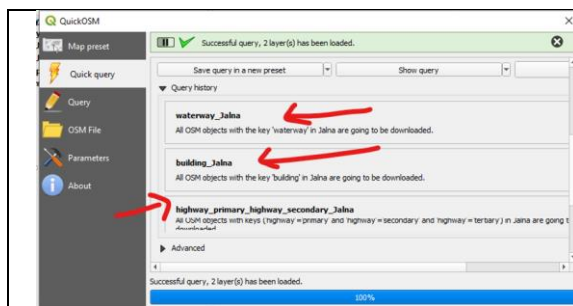 QuickOSM
Map preset
Quick query
Query
OSM File
Parameters
About
Successful query, 2 layer(s) has been loaded.
Save query in a new preset
Show query
Query history
waterway_Jalna
All OSM objects with the key 'waterway' in Jalna are going to be downloaded.
building_Jalna
All OSM objects with the key 'building' in Jalna are going to be downloaded.
highway_primary_highway_secondary_Jalna
All OSM objects with keys ('highway'=primary and 'highway'=secondary and 'highway'=tertiary') in Jalna are going t
downloaded
Advanced
Successful query, 2 layer(s) has been loaded.
100%